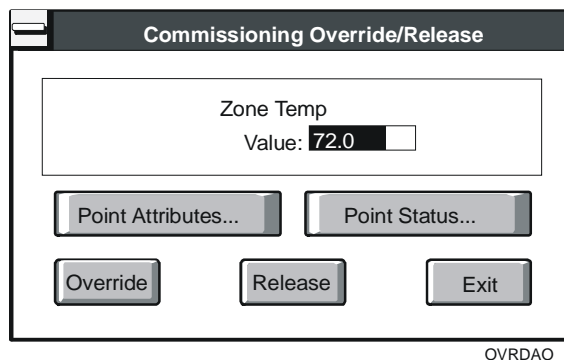 Commissioning Override/Release
Zone Temp
Value: 72.0
Point Attributes...
Point Status...
Override
Release
Exit
OVRDAO